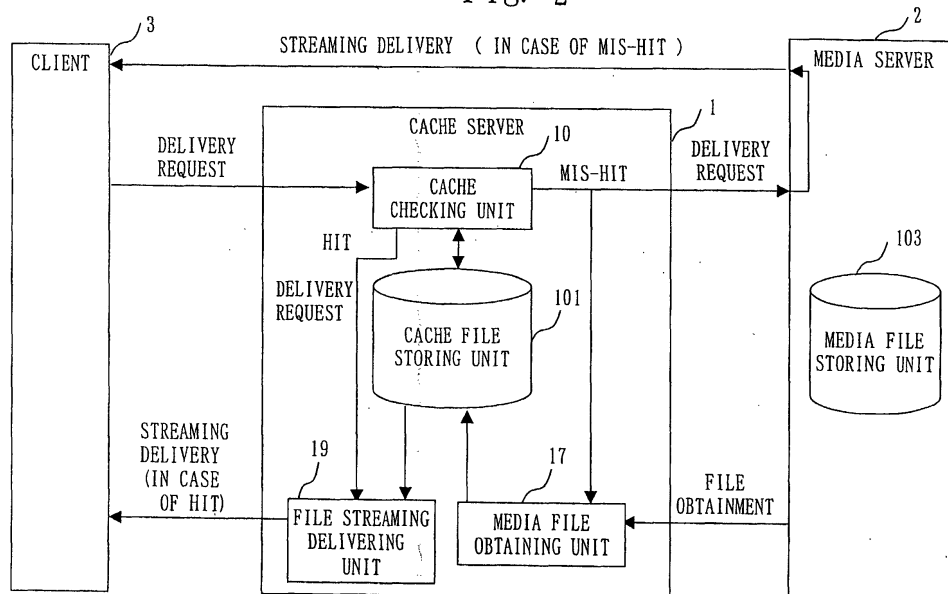 Fig. 2
3
2
STREAMING DELIVERY ( IN CASE OF MIS-HIT )
CLIENT
MEDIA SERVER
1
CACHE SERVER
10
DELIVERY
REQUEST
CACHE
CHECKING UNIT
MIS-HIT
DELIVERY
REQUEST
HIT
DELIVERY
REQUEST
101
CACHE FILE
STORING UNIT
103
MEDIA FILE
STORING UNIT
STREAMING
DELIVERY
(IN CASE
OF HIT)
19
FILE STREAMING
DELIVERING
UNIT
17
MEDIA FILE
OBTAINING UNIT
FILE
OBTAINMENT